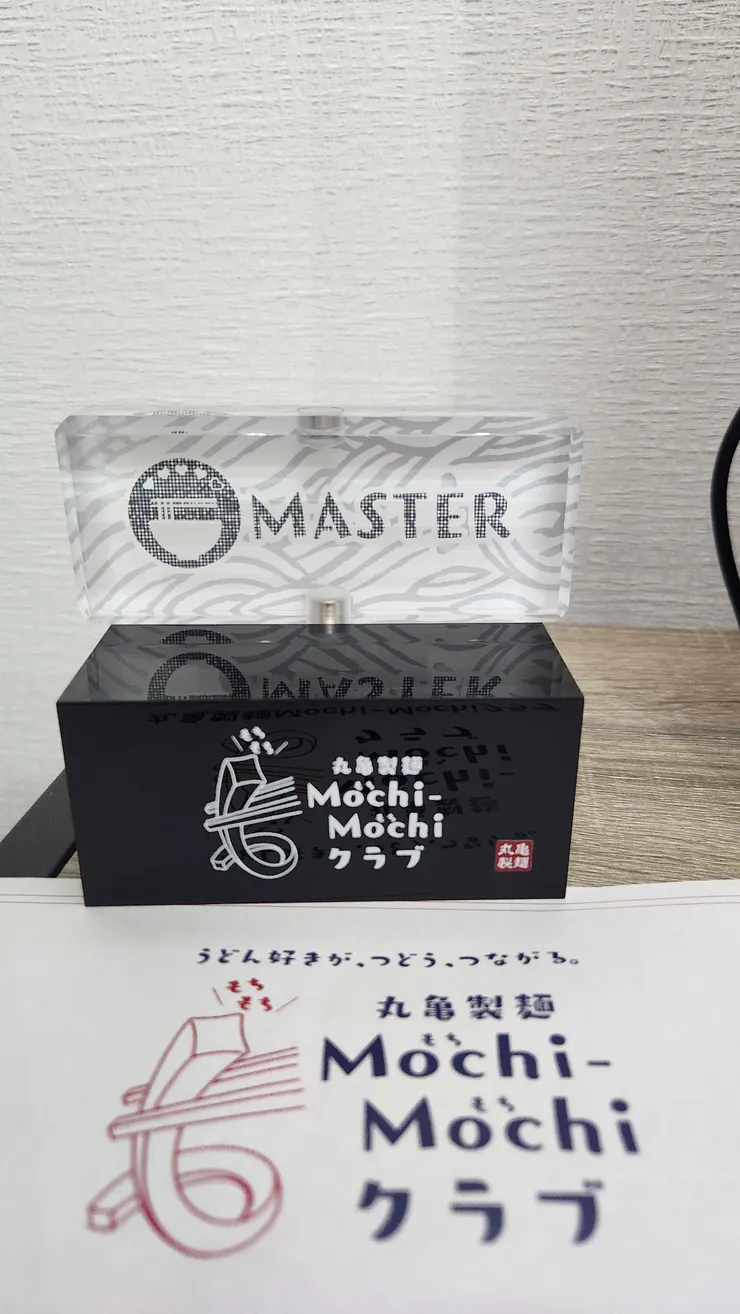 MASTER
もち
もち
丸亀製麺
Mochi-
Mochi
クラブ
丸亀
製麺
うどん好きが、つどう、つながる。
もち
もち
丸亀製麺
もち
Mochi-
もち
Mochi
クラブ